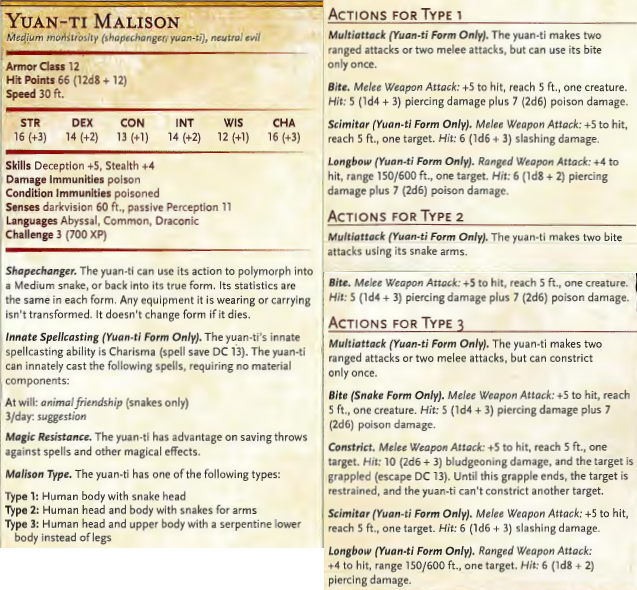 YUAN-TI MALISON
Medium monstrosity (shapechanger, yuan-ti), neutral evil
Armor Class 12
Hit Points 66 (12d8 + 12)
Speed 30 ft.
STR DEX CON INT WIS CHA
16 (+3) 14 (+2) 13 (+1) 14 (+2) 12 (+1) 16 (+3)
Skills Deception +5, Stealth +4
Damage Immunities poison
Condition Immunities poisoned
Senses darkvision 60 ft., passive Perception 11
Languages Abyssal, Common, Draconic
Challenge 3 (700 XP)
Shapechanger. The yuan-ti can use its action to polymorph into
a Medium snake, or back into its true form. Its statistics are
the same in each form. Any equipment it is wearing or carrying
isn't transformed. It doesn't change form if it dies.
Innate Spellcasting (Yuan-ti Form Only). The yuan-ti's innate
spellcasting ability is Charisma (spell save DC 13). The yuan-ti
can innately cast the following spells, requiring no material
components:
At will: animal friendship (snakes only)
3/day: suggestion
Magic Resistance. The yuan-ti has advantage on saving throws
against spells and other magical effects.
Malison Type. The yuan-ti has one of the following types:
Type 1: Human body with snake head
Type 2: Human head and body with snakes for arms
Type 3: Human head and upper body with a serpentine lower
body instead of legs
ACTIONS FOR TYPE 1
Multiattack (Yuan-ti Form Only). The yuan-ti makes two
ranged attacks or two melee attacks, but can use its bite
only once.
Bite. Melee Weapon Attack: +5 to hit, reach 5 ft., one creature.
Hit: 5 (1d4 + 3) piercing damage plus 7 (2d6) poison damage.
Scimitar (Yuan-ti Form Only). Melee Weapon Attack: +5 to hit,
reach 5 ft., one target. Hit: 6 (1d6 + 3) slashing damage.
Longbow (Yuan-ti Form Only). Ranged Weapon Attack: +4 to
hit, range 150/600 ft., one target. Hit: 6 (1d8 + 2) piercing
damage plus 7 (2d6) poison damage.
ACTIONS FOR TYPE 2
Multiattack (Yuan-ti Form Only). The yuan-ti makes two bite
attacks using its snake arms.
Bite. Melee Weapon Attack: +5 to hit, reach 5 ft., one creature.
Hit: 5 (1d4 + 3) piercing damage plus 7 (2d6) poison damage.
ACTIONS FOR TYPE 3
Multiattack (Yuan-ti Form Only). The yuan-ti makes two
ranged attacks or two melee attacks, but can constrict
only once.
Bite (Snake Form Only). Melee Weapon Attack: +5 to hit, reach
5 ft., one creature. Hit: 5 (1d4 + 3) piercing damage plus 7
(2d6) poison damage.
Constrict. Melee Weapon Attack: +5 to hit, reach 5 ft., one
target. Hit: 10 (2d6 + 3) bludgeoning damage, and the target is
grappled (escape DC 13). Until this grapple ends, the target is
restrained, and the yuan-ti can't constrict another target.
Scimitar (Yuan-ti Form Only). Melee Weapon Attack: +5 to hit,
reach 5 ft., one target. Hit: 6 (1d6 + 3) slashing damage.
Longbow (Yuan-ti Form Only). Ranged Weapon Attack:
+4 to hit, range 150/600 ft., one target. Hit: 6 (1d8 + 2)
piercing damage.